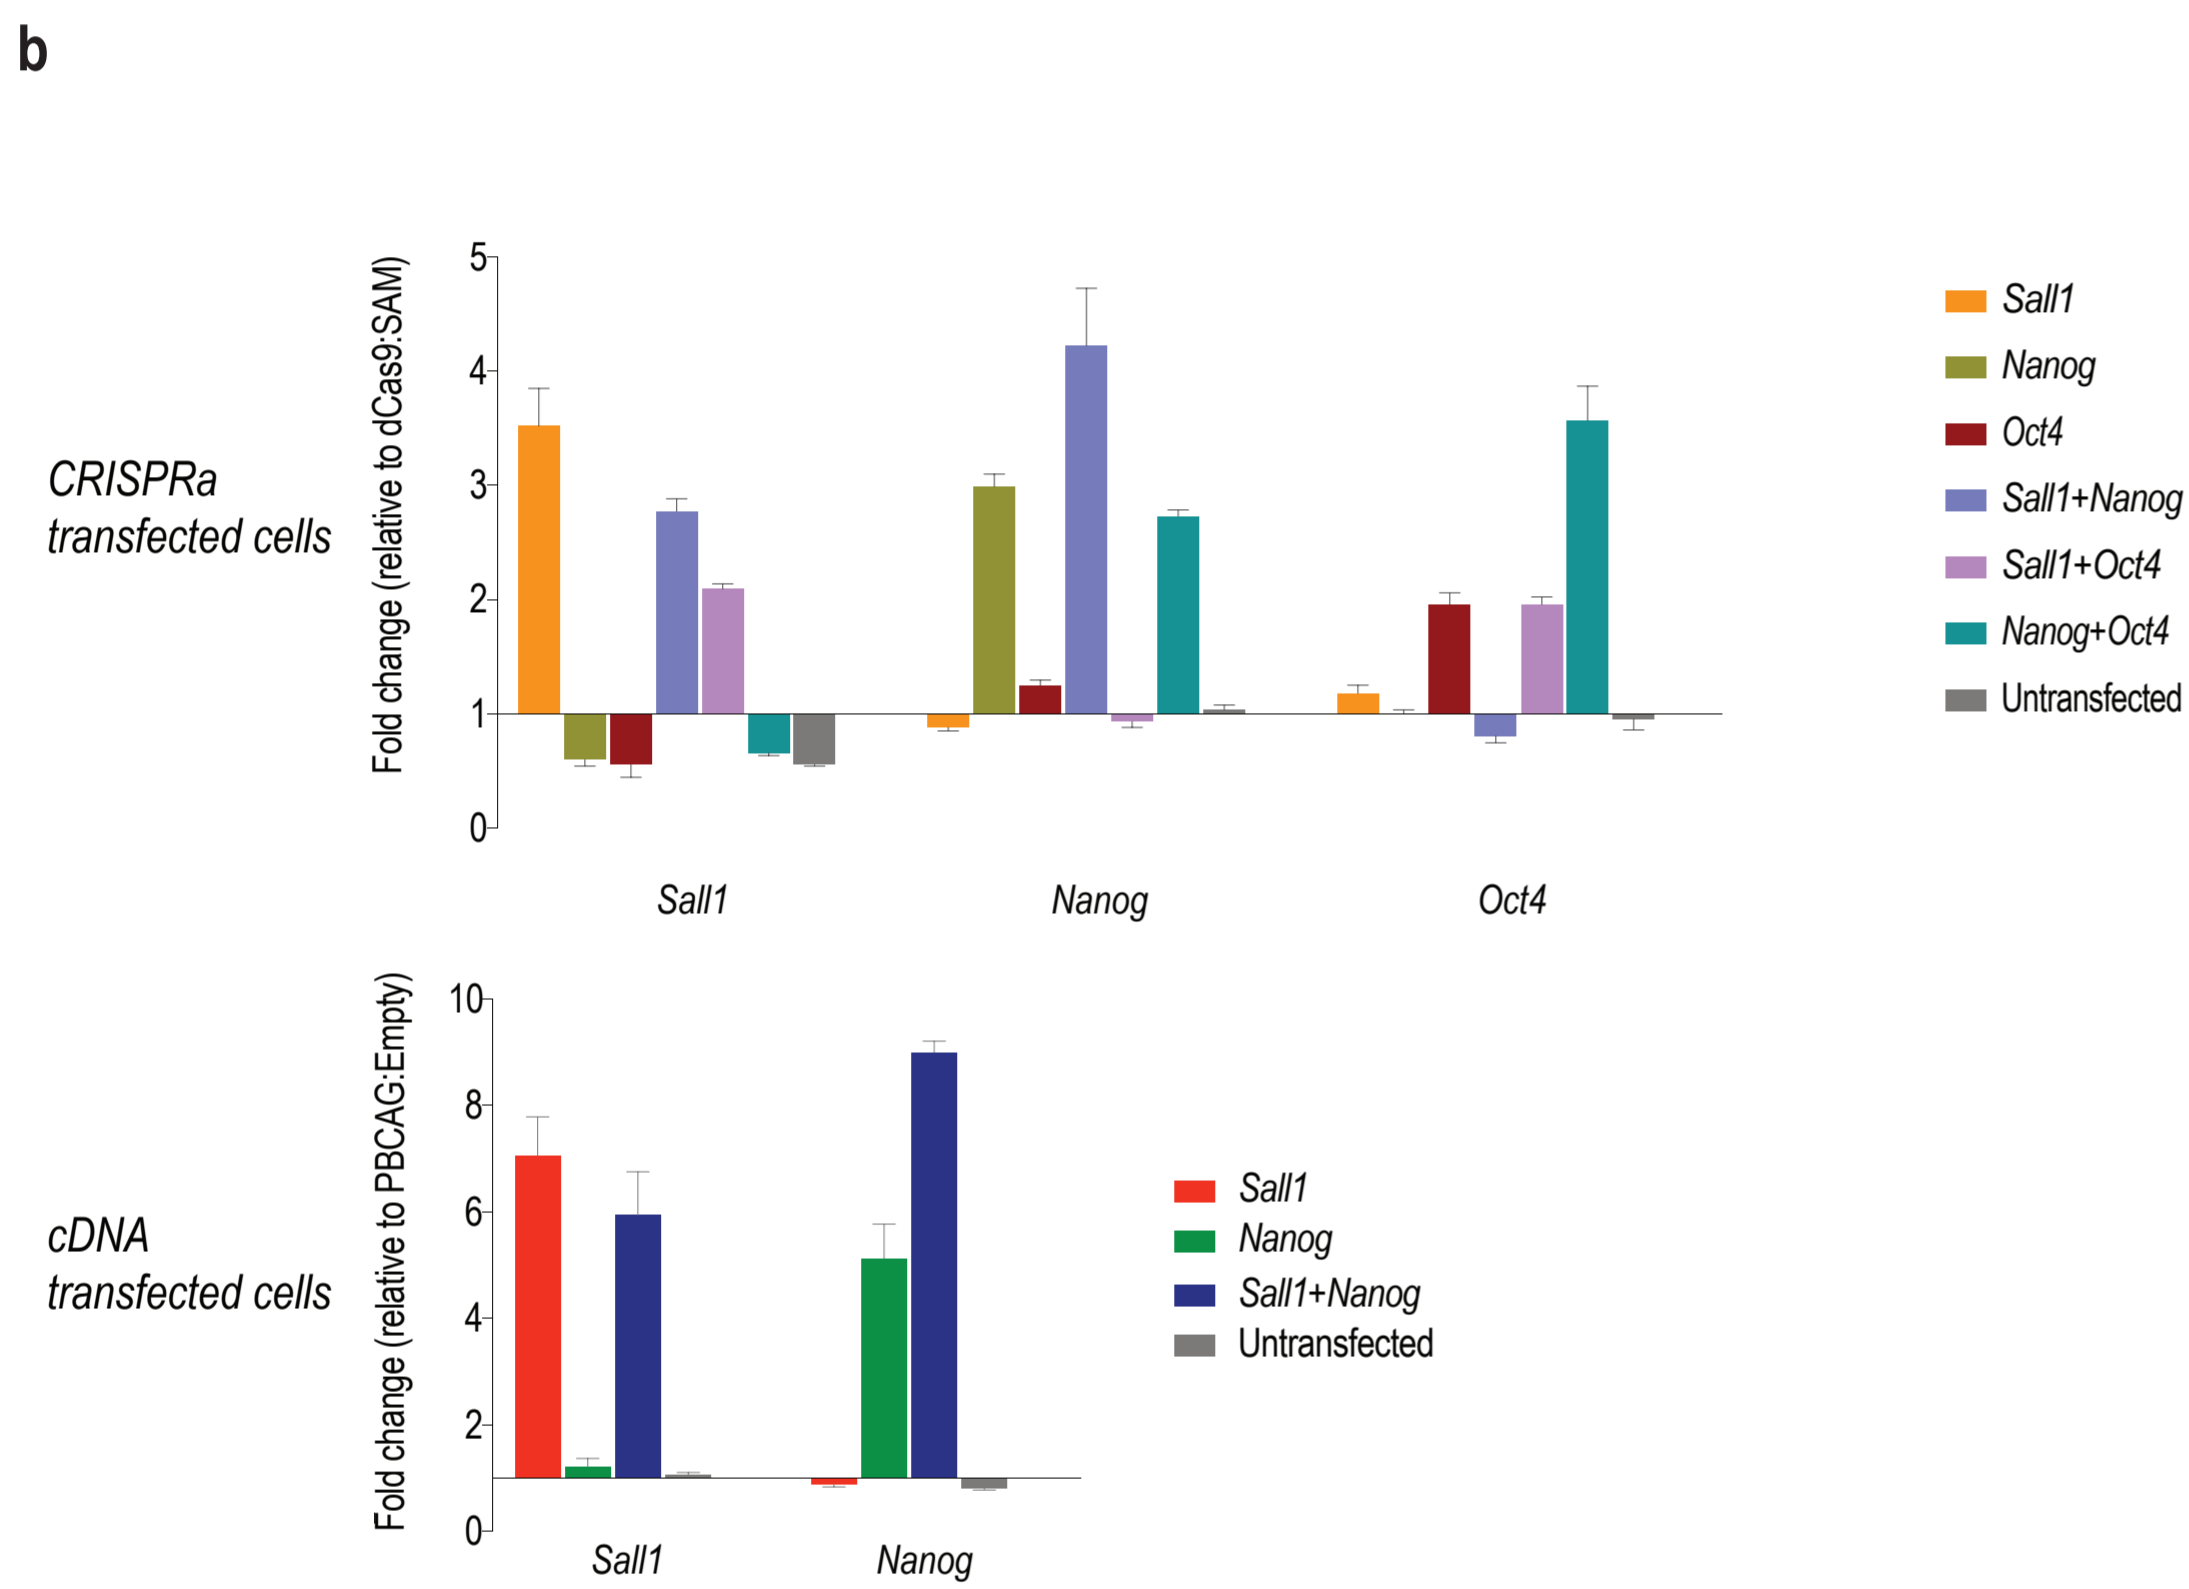 b
CRISPRa
transfected cells
Fold change (relative to dCas9:SAM)
5
4
3
2
1
0
Sall1
Nanog
Oct4
Sall1
Nanog
Oct4
Sall1+Nanog
Sall1+Oct4
Nanog+Oct4
Untransfected
cDNA
transfected cells
Fold change (relative to PBCAG:Empty)
10
8
6
4
2
0
Sall1
Nanog
Sall1
Nanog
Sall1+Nanog
Untransfected